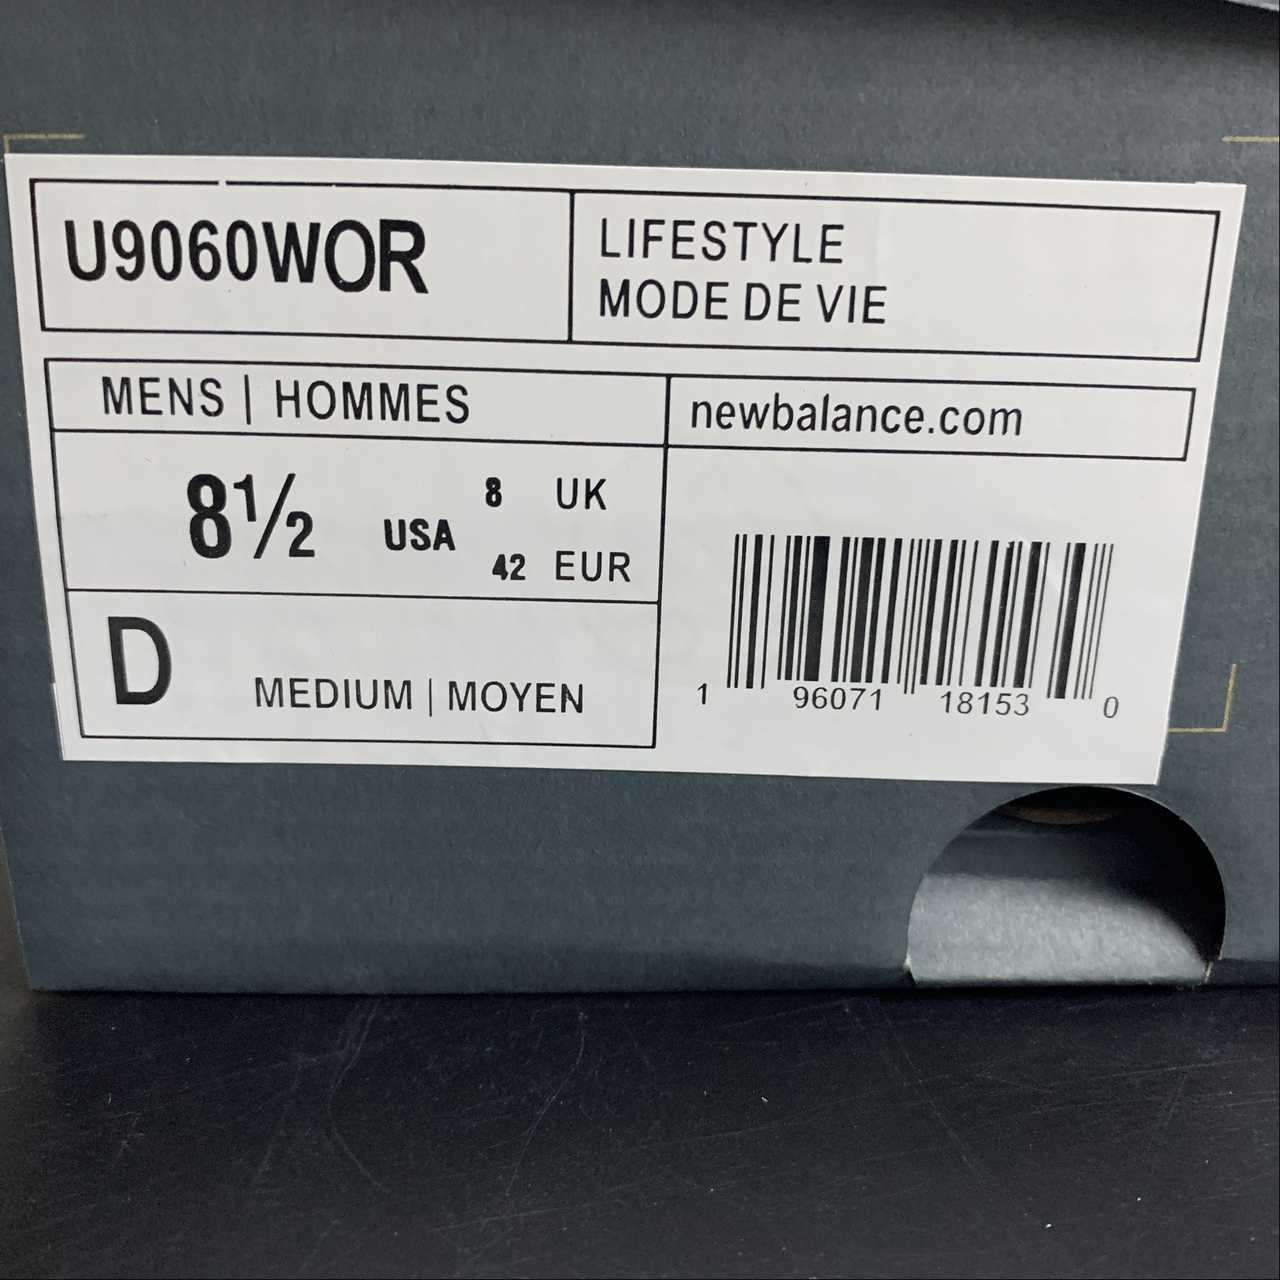 U9060WOR
LIFESTYLE
MODE DE VIE
MENS | HOMMES
newbalance.com
8½ USA
8 UK
42 EUR
D
MEDIUM | MOYEN
1 96071 18153 0